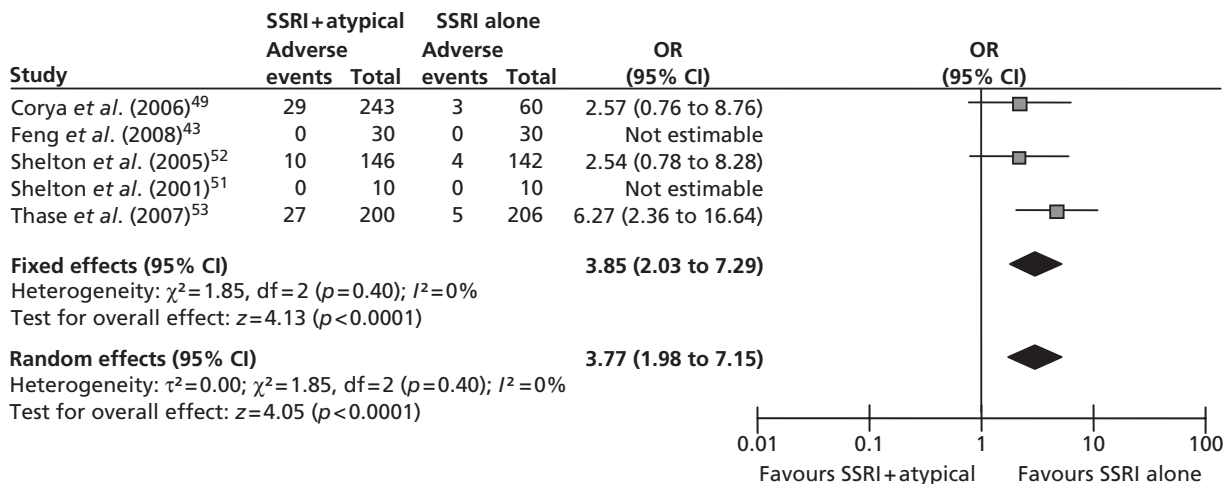 SSRI+atypical SSRI alone
Adverse Adverse OR OR
Study events Total events Total (95% CI) (95% CI)
Corya et al. (2006)49 29 243 3 60 2.57 (0.76 to 8.76)
Feng et al. (2008)43 0 30 0 30 Not estimable
Shelton et al. (2005)52 10 146 4 142 2.54 (0.78 to 8.28)
Shelton et al. (2001)51 0 10 0 10 Not estimable
Thase et al. (2007)53 27 200 5 206 6.27 (2.36 to 16.64)
Fixed effects (95% CI) 3.85 (2.03 to 7.29)
Heterogeneity: χ²=1.85, df=2 (p=0.40); I²=0%
Test for overall effect: z=4.13 (p<0.0001)
Random effects (95% CI) 3.77 (1.98 to 7.15)
Heterogeneity: τ²=0.00; χ²=1.85, df=2 (p=0.40); I²=0%
Test for overall effect: z=4.05 (p<0.0001)
0.01 0.1 1 10 100
Favours SSRI+atypical Favours SSRI alone